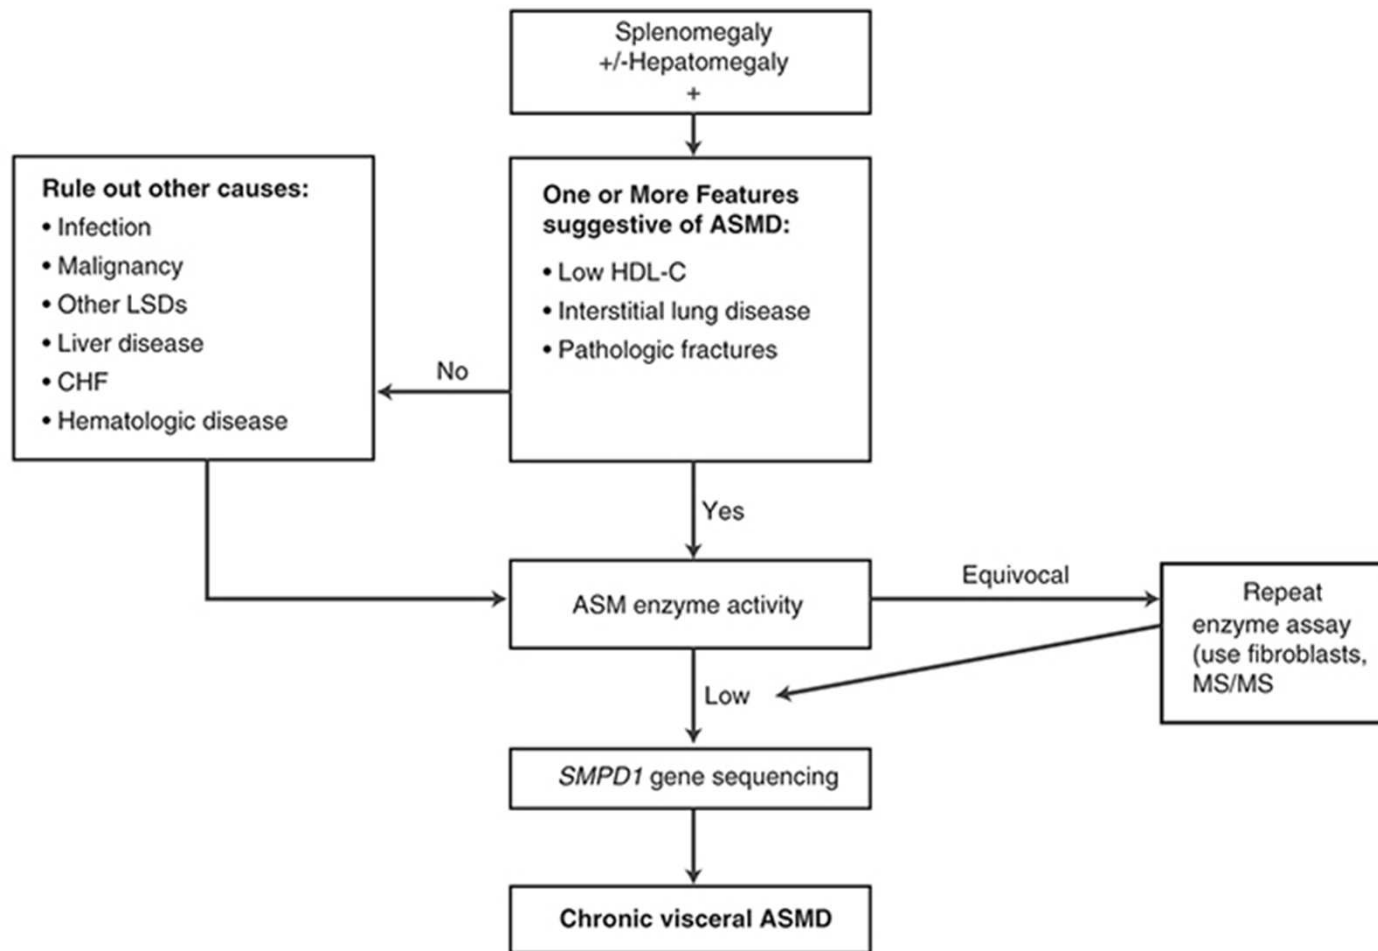 Splenomegaly
+/-Hepatomegaly
+
Rule out other causes:
• Infection
• Malignancy
• Other LSDs
• Liver disease
• CHF
• Hematologic disease
One or More Features
suggestive of ASMD:
• Low HDL-C
• Interstitial lung disease
• Pathologic fractures
No
Yes
ASM enzyme activity
Equivocal
Repeat
enzyme assay
(use fibroblasts,
MS/MS
Low
SMPD1 gene sequencing
Chronic visceral ASMD